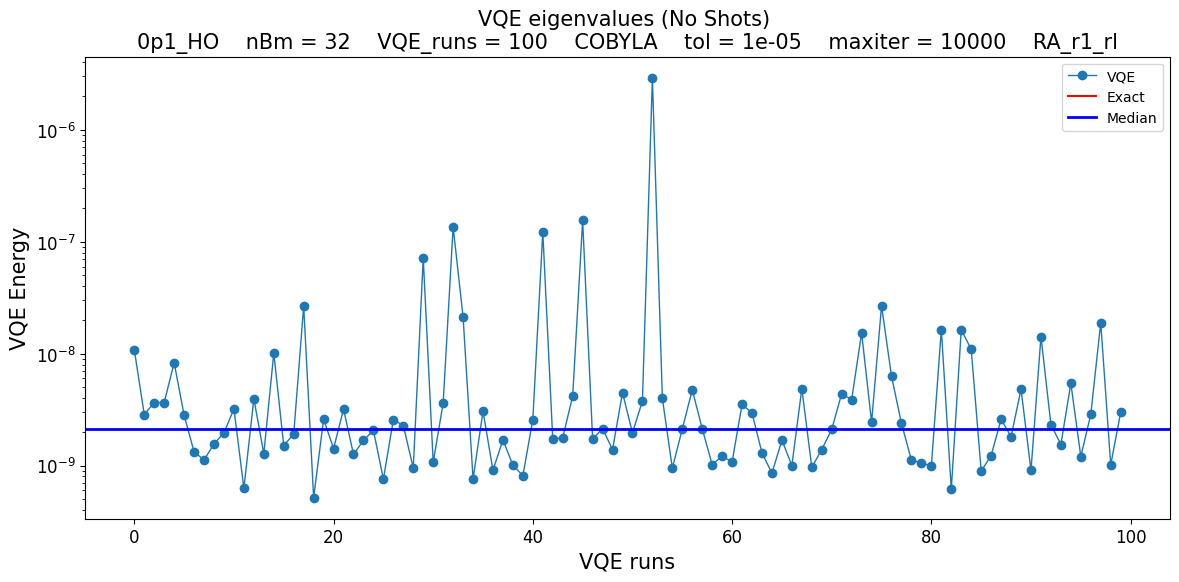 VQE eigenvalues (No Shots)
0p1_HO nBm = 32 VQE_runs = 100 COBYLA tol = 1e-05 maxiter = 10000 RA_r1_rl
VQE
Exact
Median
VQE Energy
10⁻⁶
10⁻⁷
10⁻⁸
10⁻⁹
0 20 40 60 80 100
VQE runs